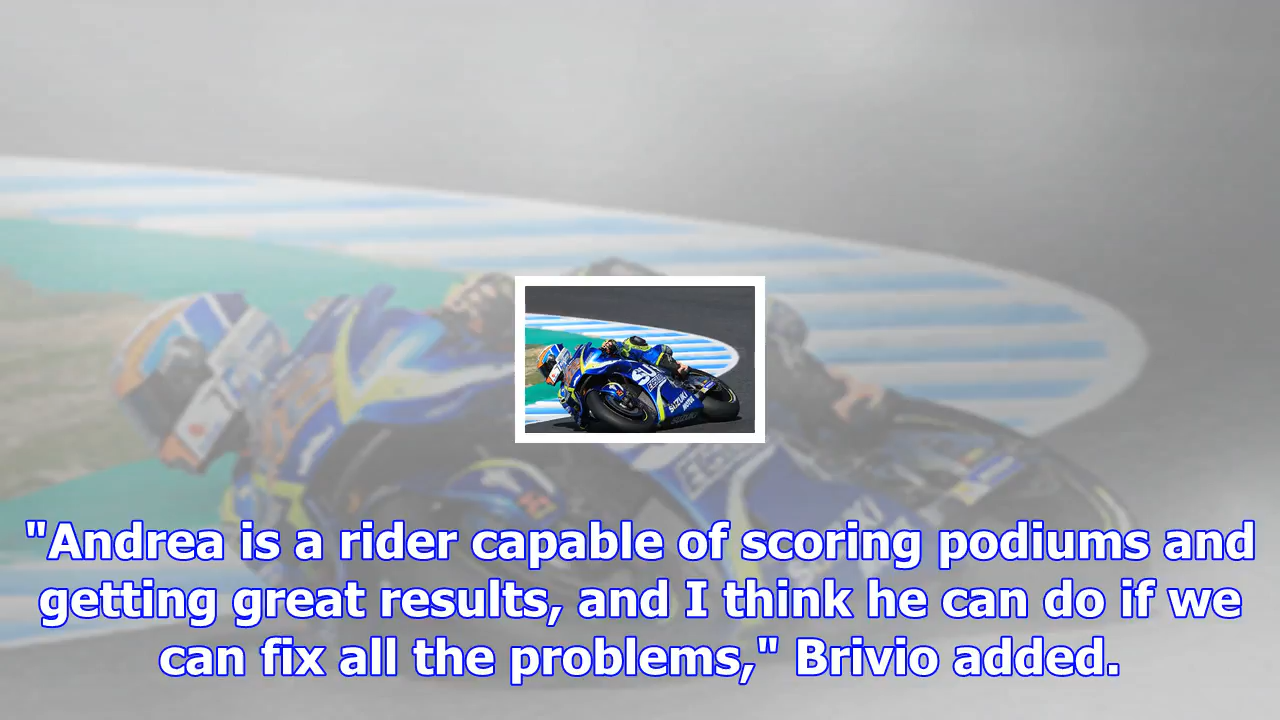 SUZUKI
"Andrea is a rider capable of scoring podiums and
getting great results, and I think he can do if we
can fix all the problems," Brivio added.